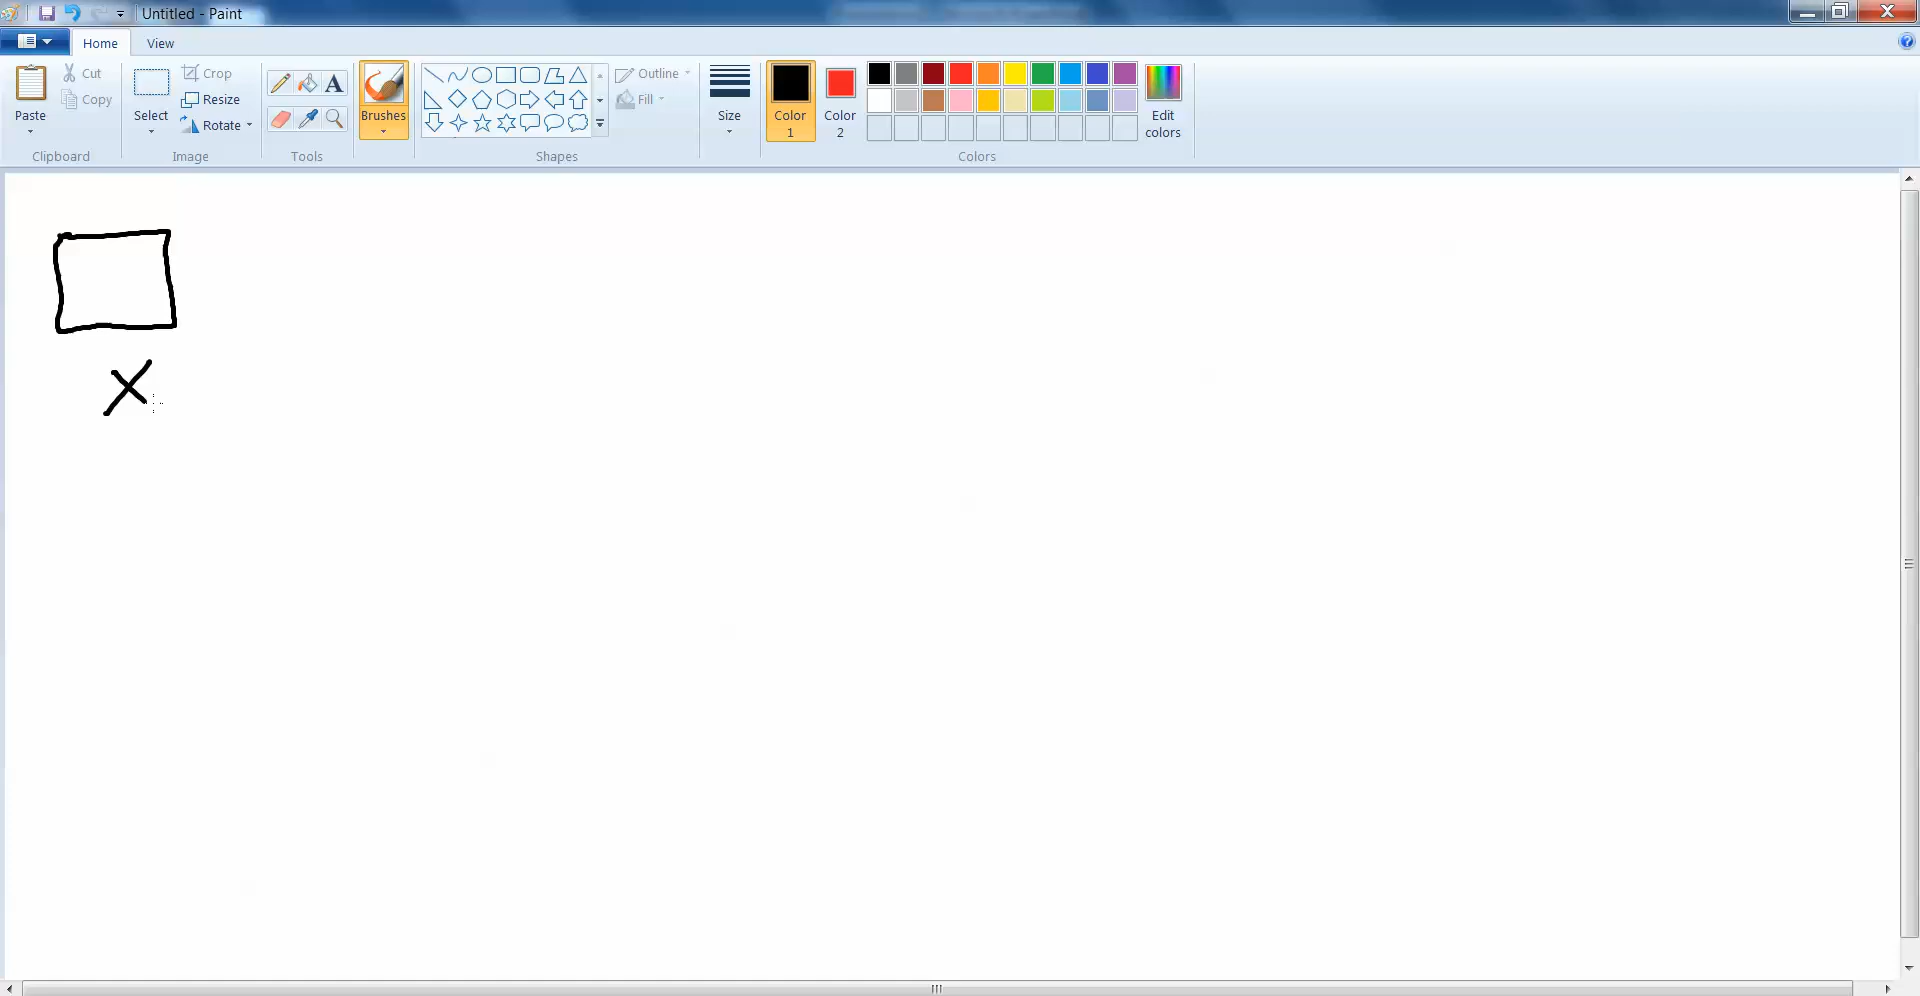 Untitled - Paint
Home View
Paste
Cut
Copy
Clipboard
Select
Crop
Resize
Rotate
Image
A
Tools
Brushes
Outline
Fill
Shapes
Size
Color 1
Color 2
Edit colors
Colors
X